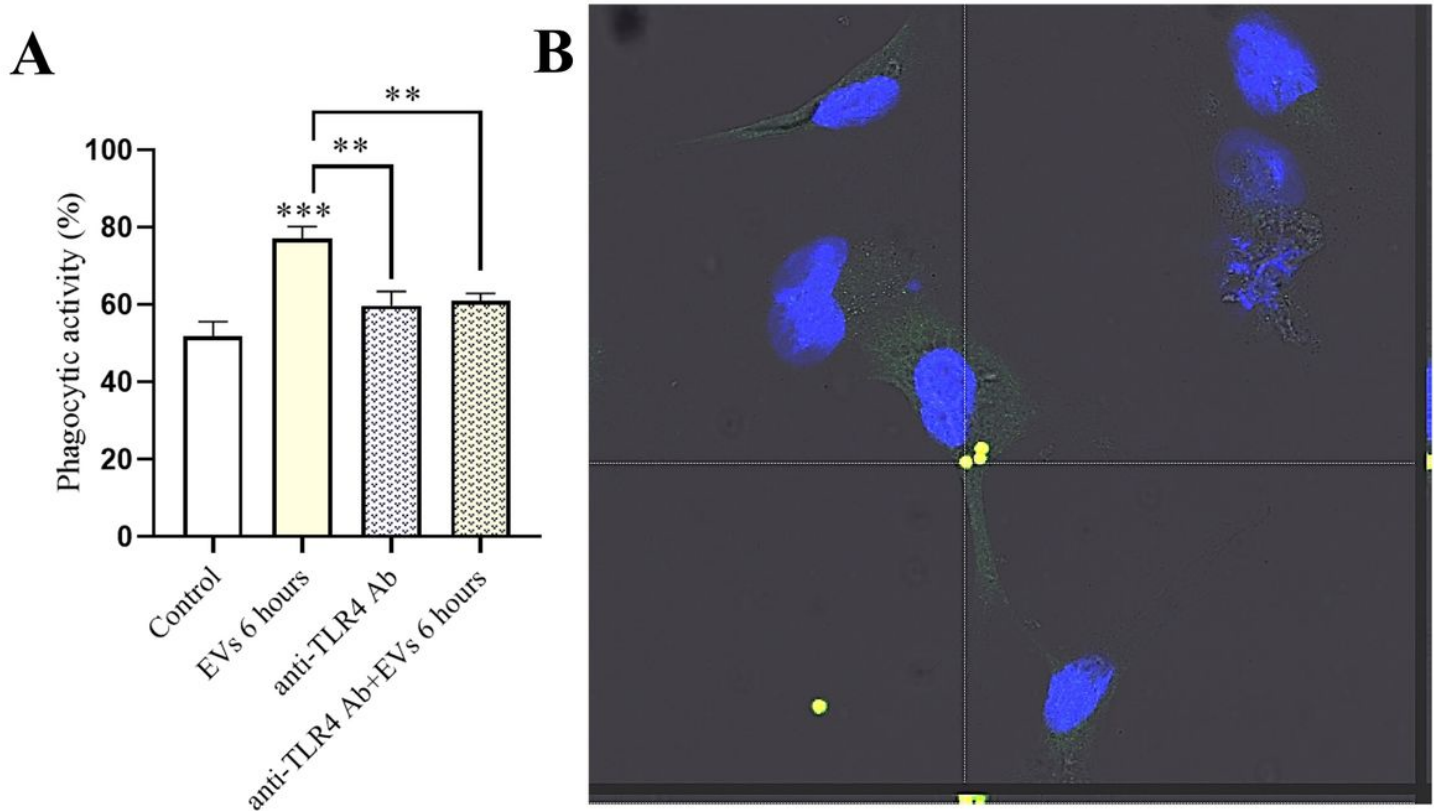 A
B
**
**
***
Phagocytic activity (%)
100
80
60
40
20
0
Control
EVs 6 hours
anti-TLR4 Ab
anti-TLR4 Ab+EVs 6 hours